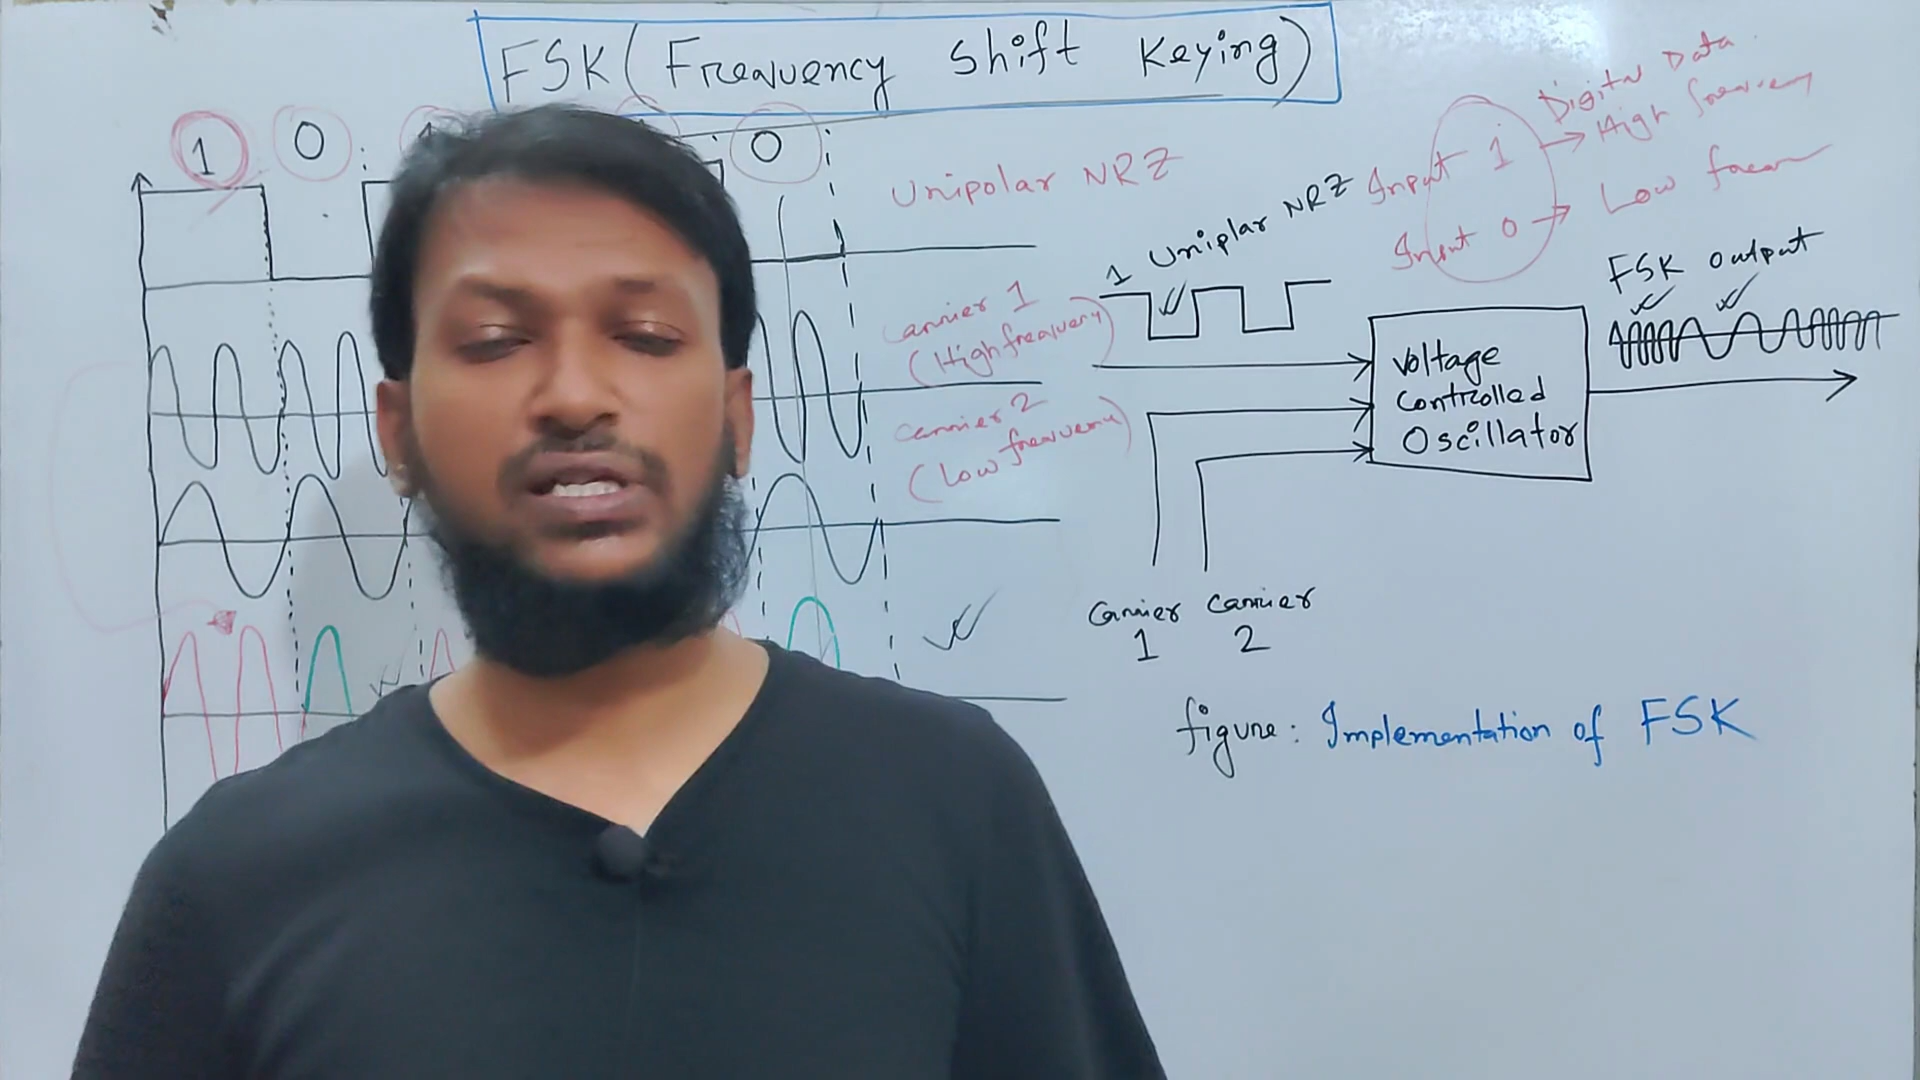 FSK (Frequency Shift Keying)
1 0 0
Unipolar NRZ
Carrier 1
(High frequency)
Carrier 2
(Low frequency)
Digital Data
Input 1 → High frequency
Input 0 → Low
1 Uniplar NRZ
FSK output
Voltage
Controlled
Oscillator
Carrier Carrier
1 2
figure: Implementation of FSK